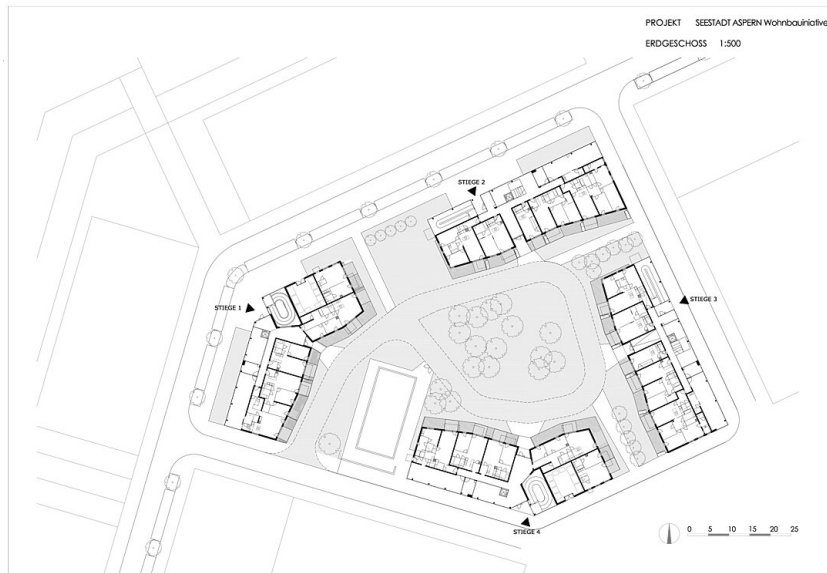 PROJEKT SEESTADT ASPERN Wohnbauiniative
ERDGESCHOSS 1:500
STIEGE 2
STIEGE 1
STIEGE 3
STIEGE 4
0 5 10 15 20 25